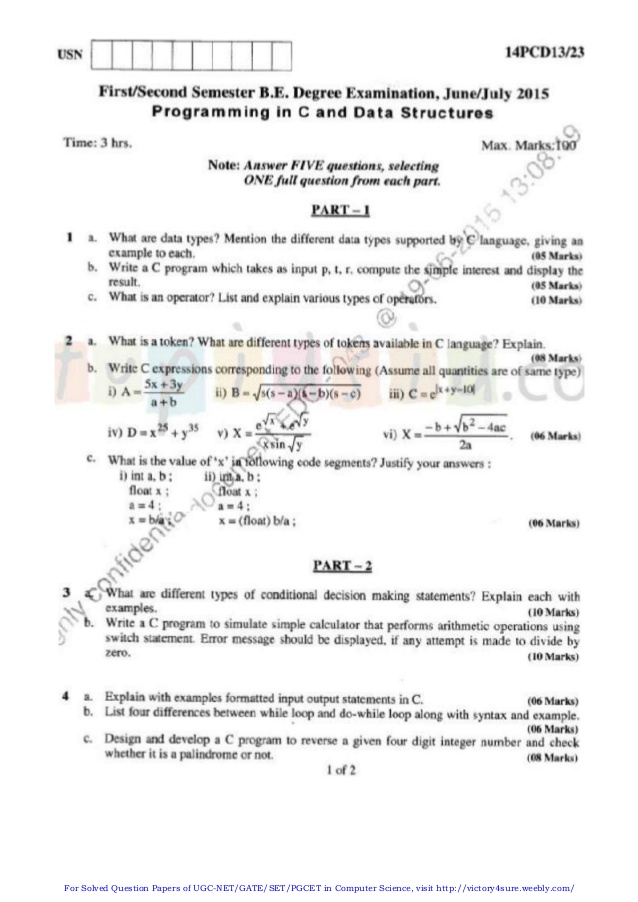 USN
14PCD13/23
First/Second Semester B.E. Degree Examination, June/July 2015
Programming in C and Data Structures
Time: 3 hrs.
Max. Marks:100
Note: Answer FIVE questions, selecting
ONE full question from each part.
PART – 1
1 a. What are data types? Mention the different data types supported by C language, giving an
example to each. (05 Marks)
b. Write a C program which takes as input p, t, r, compute the simple interest and display the
result. (05 Marks)
c. What is an operator? List and explain various types of operators. (10 Marks)
2 a. What is a token? What are different types of tokens available in C language? Explain.
(08 Marks)
b. Write C expressions corresponding to the following (Assume all quantities are of same type)
i) A = (5x + 3y)/(a + b) ii) B = √(s(s – a)(s – b)(s – c)) iii) C = e^|x+y–10|
iv) D = x^25 + y^35 v) X = (e^√x + e^√y)/(x sin √y) vi) X = (–b + √(b² – 4ac))/2a. (06 Marks)
c. What is the value of 'x' in following code segments? Justify your answers :
i) int a, b ; ii) int a, b ;
float x ; float x ;
a = 4 ; a = 4 ;
x = b/a ; x = (float) b/a ; (06 Marks)
PART – 2
3 a. What are different types of conditional decision making statements? Explain each with
examples. (10 Marks)
b. Write a C program to simulate simple calculator that performs arithmetic operations using
switch statement. Error message should be displayed, if any attempt is made to divide by
zero. (10 Marks)
4 a. Explain with examples formatted input output statements in C. (06 Marks)
b. List four differences between while loop and do-while loop along with syntax and example.
(06 Marks)
c. Design and develop a C program to reverse a given four digit integer number and check
whether it is a palindrome or not. (08 Marks)
1 of 2
For Solved Question Papers of UGC-NET/GATE/SET/PGCET in Computer Science, visit http://victory4sure.weebly.com/